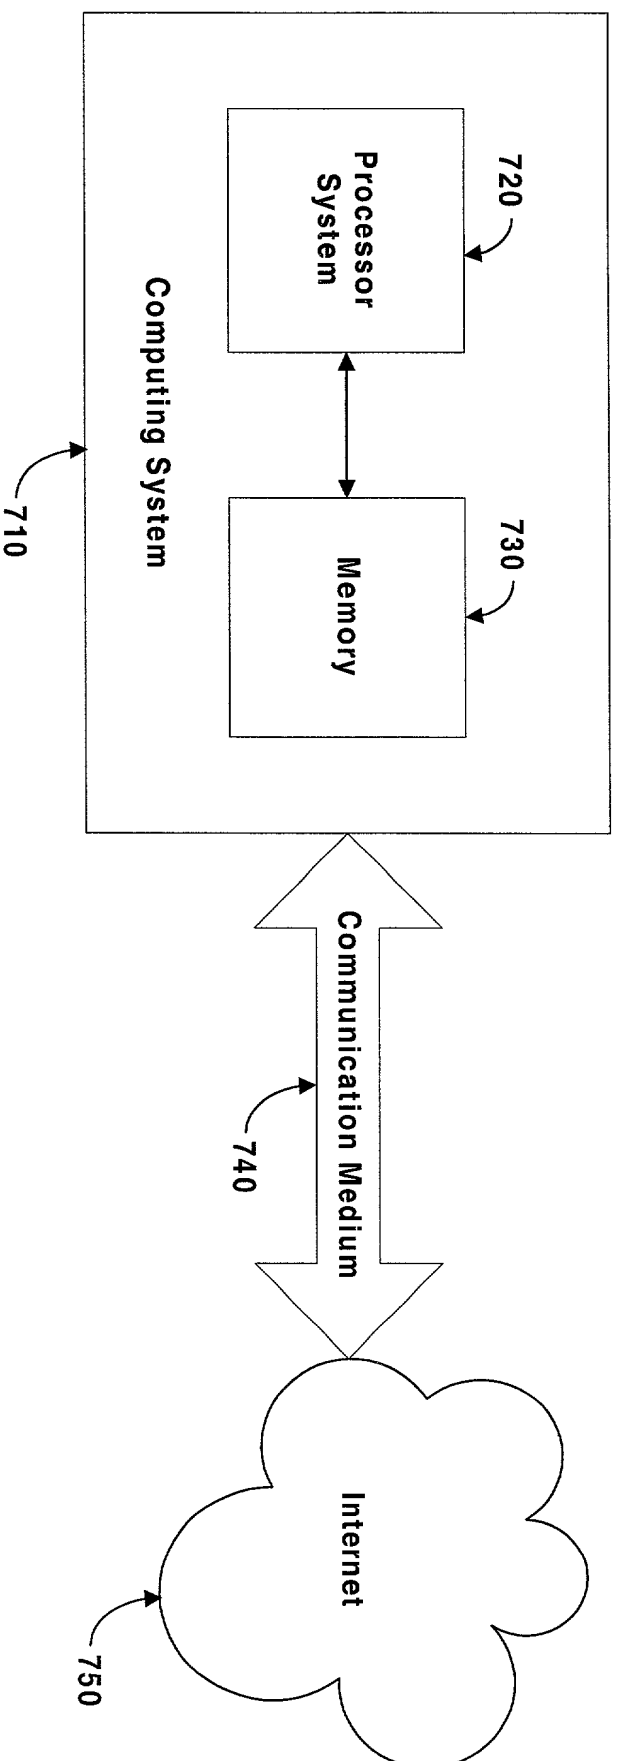 720
Processor
System
730
Memory
Computing System
710
Communication Medium
740
Internet
750